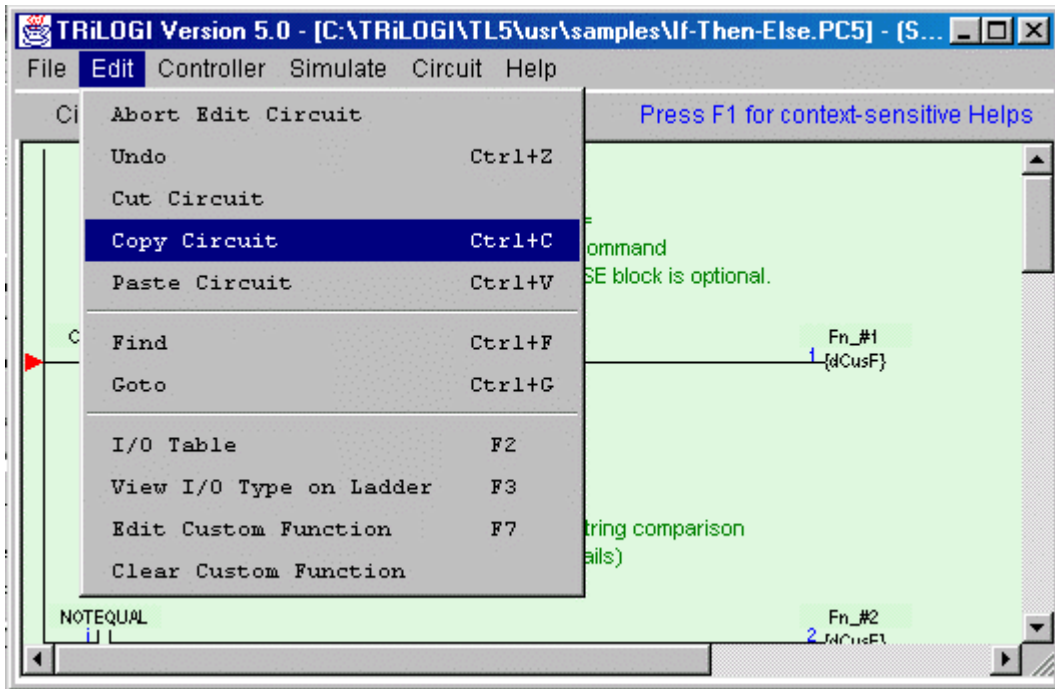 TRiLOGI Version 5.0 - [C:\TRiLOGI\TL5\usr\samples\If-Then-Else.PC5] - (S...
File Edit Controller Simulate Circuit Help
Ci Press F1 for context-sensitive Helps
Abort Edit Circuit
Undo Ctrl+Z
Cut Circuit
Copy Circuit Ctrl+C
ommand
Paste Circuit Ctrl+V
SE block is optional.
Find Ctrl+F
Fn_#1
1 {dCusF}
Goto Ctrl+G
I/O Table F2
View I/O Type on Ladder F3
Edit Custom Function F7
tring comparison
ails)
Clear Custom Function
NOTEQUAL Fn_#2
i 2 {dCusF}